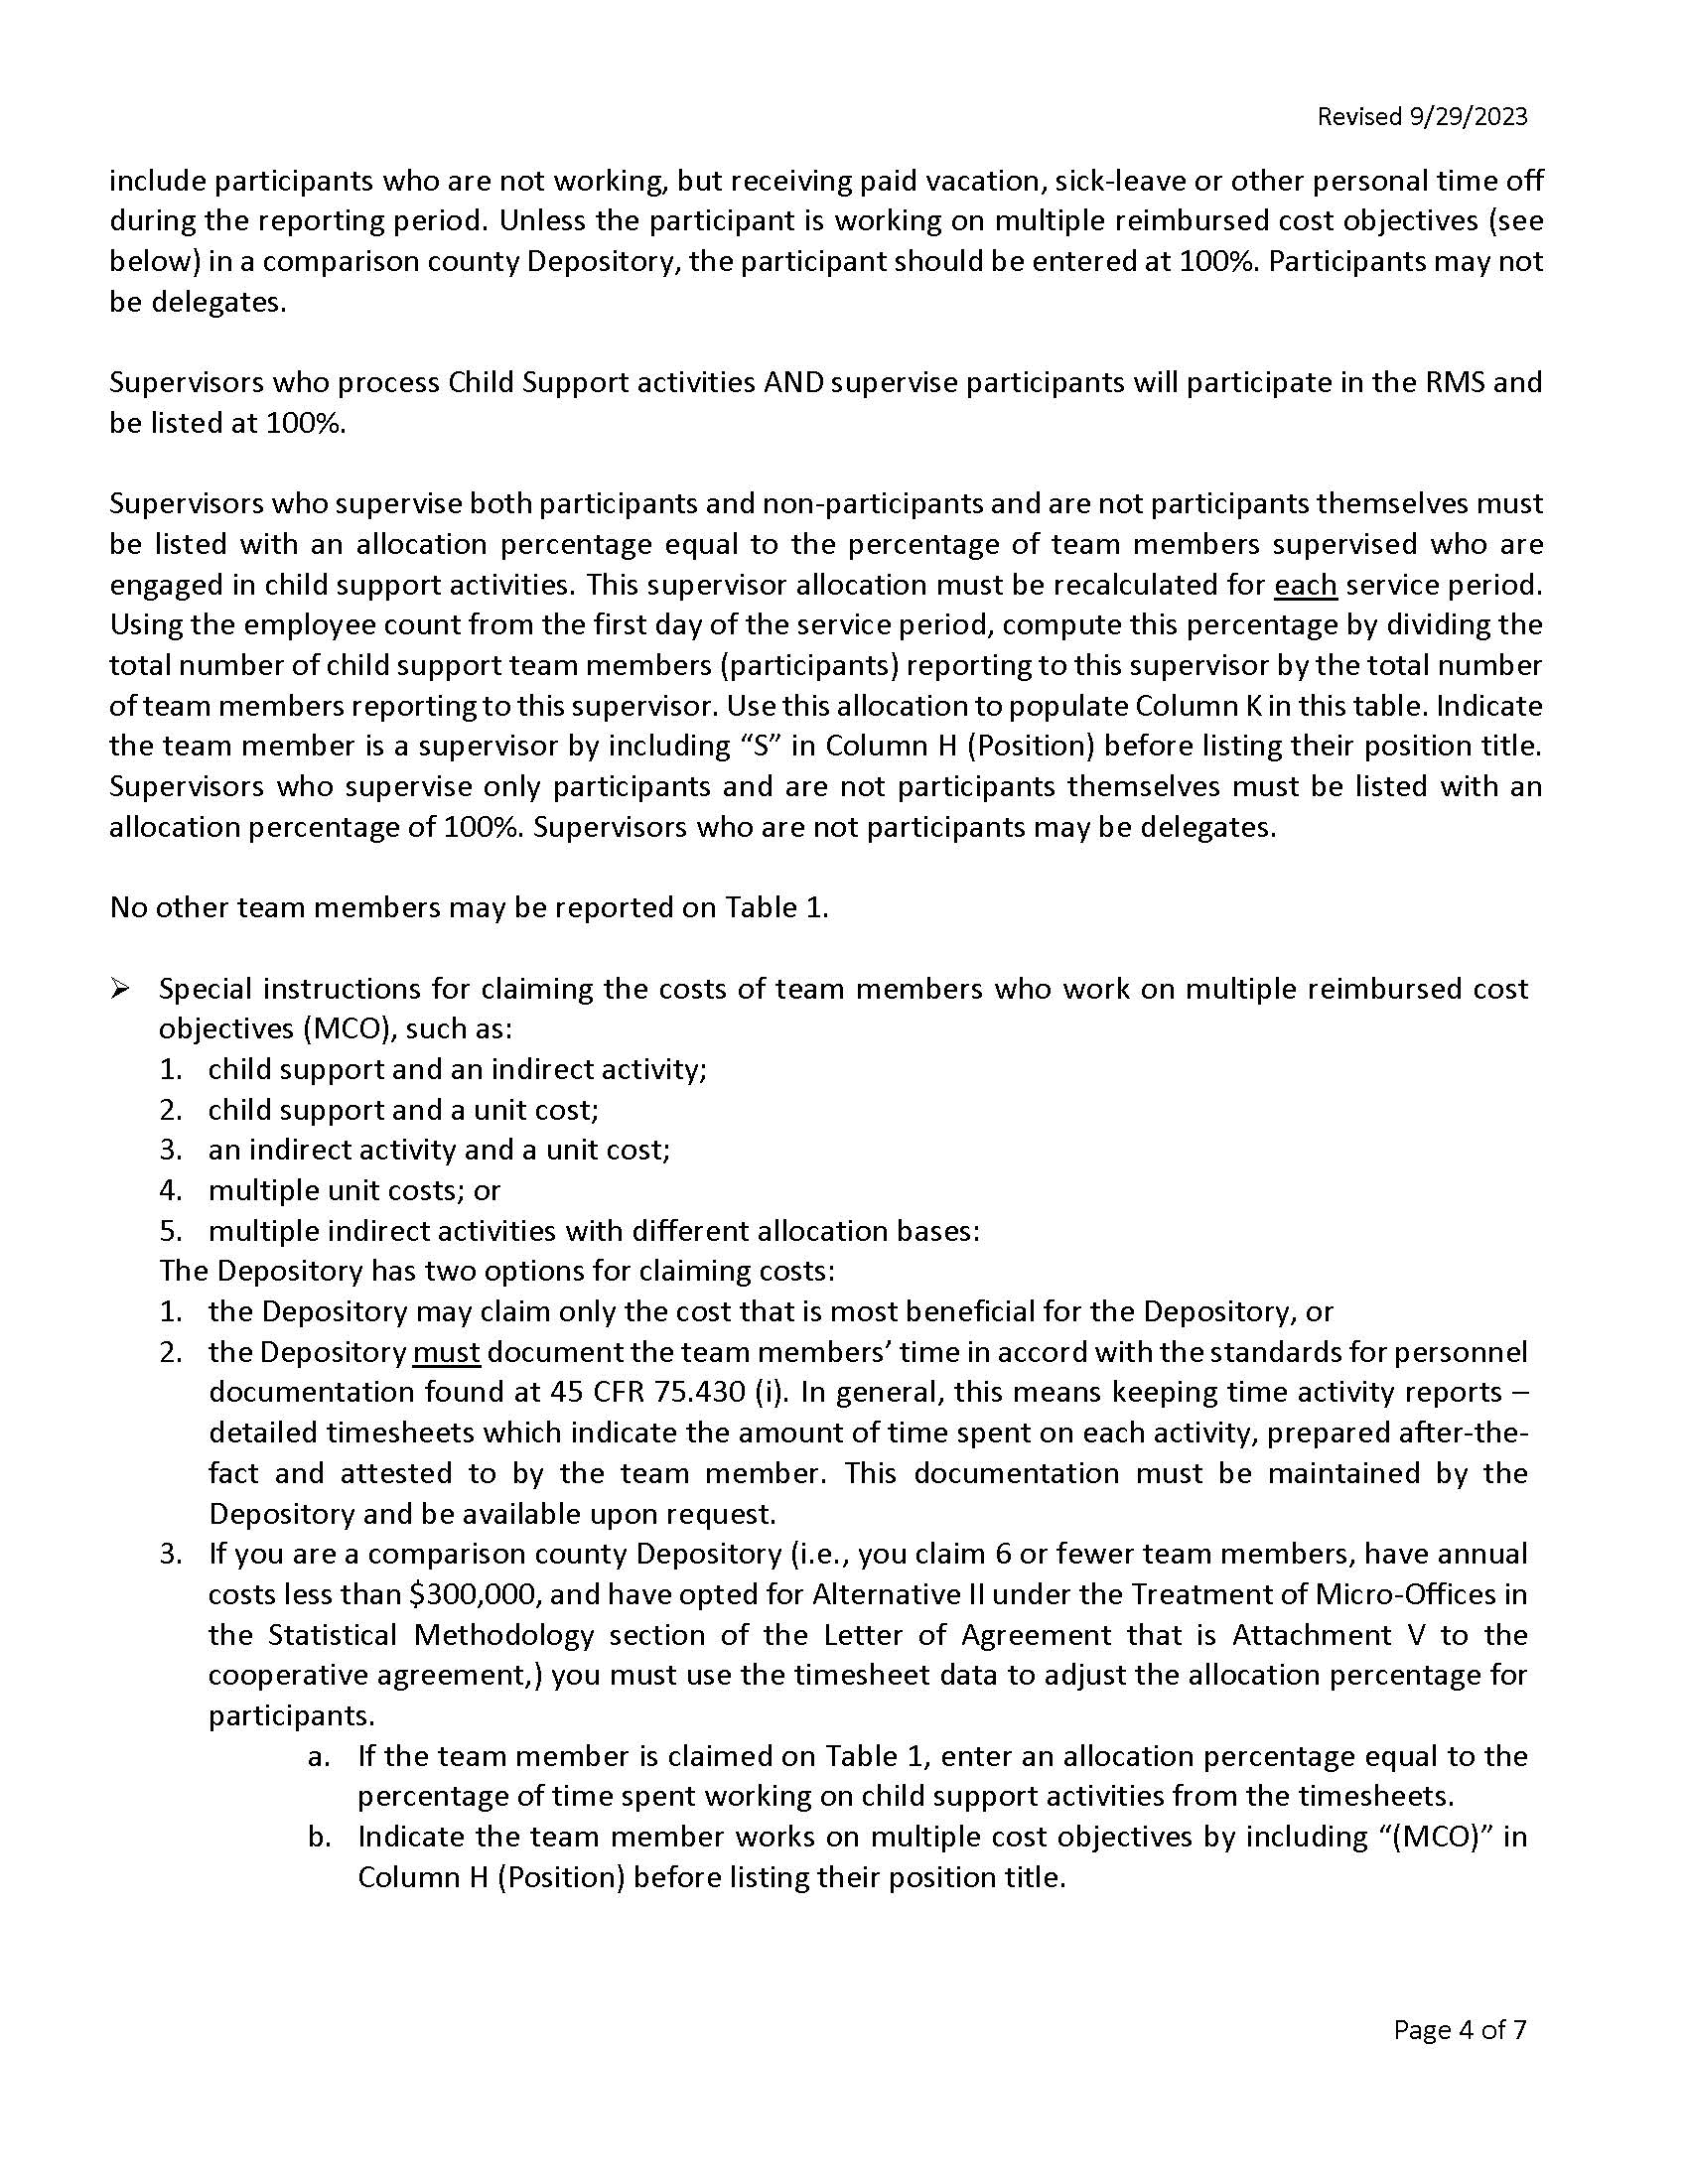 Revised 9/29/2023
include participants who are not working, but receiving paid vacation, sick-leave or other personal time off
during the reporting period. Unless the participant is working on multiple reimbursed cost objectives (see
below) in a comparison county Depository, the participant should be entered at 100%. Participants may not
be delegates.
Supervisors who process Child Support activities AND supervise participants will participate in the RMS and
be listed at 100%.
Supervisors who supervise both participants and non-participants and are not participants themselves must
be listed with an allocation percentage equal to the percentage of team members supervised who are
engaged in child support activities. This supervisor allocation must be recalculated for each service period.
Using the employee count from the first day of the service period, compute this percentage by dividing the
total number of child support team members (participants) reporting to this supervisor by the total number
of team members reporting to this supervisor. Use this allocation to populate Column K in this table. Indicate
the team member is a supervisor by including “S” in Column H (Position) before listing their position title.
Supervisors who supervise only participants and are not participants themselves must be listed with an
allocation percentage of 100%. Supervisors who are not participants may be delegates.
No other team members may be reported on Table 1.
➢ Special instructions for claiming the costs of team members who work on multiple reimbursed cost
objectives (MCO), such as:
1. child support and an indirect activity;
2. child support and a unit cost;
3. an indirect activity and a unit cost;
4. multiple unit costs; or
5. multiple indirect activities with different allocation bases:
The Depository has two options for claiming costs:
1. the Depository may claim only the cost that is most beneficial for the Depository, or
2. the Depository must document the team members’ time in accord with the standards for personnel
documentation found at 45 CFR 75.430 (i). In general, this means keeping time activity reports –
detailed timesheets which indicate the amount of time spent on each activity, prepared after-the-
fact and attested to by the team member. This documentation must be maintained by the
Depository and be available upon request.
3. If you are a comparison county Depository (i.e., you claim 6 or fewer team members, have annual
costs less than $300,000, and have opted for Alternative II under the Treatment of Micro-Offices in
the Statistical Methodology section of the Letter of Agreement that is Attachment V to the
cooperative agreement,) you must use the timesheet data to adjust the allocation percentage for
participants.
a. If the team member is claimed on Table 1, enter an allocation percentage equal to the
percentage of time spent working on child support activities from the timesheets.
b. Indicate the team member works on multiple cost objectives by including “(MCO)” in
Column H (Position) before listing their position title.
Page 4 of 7